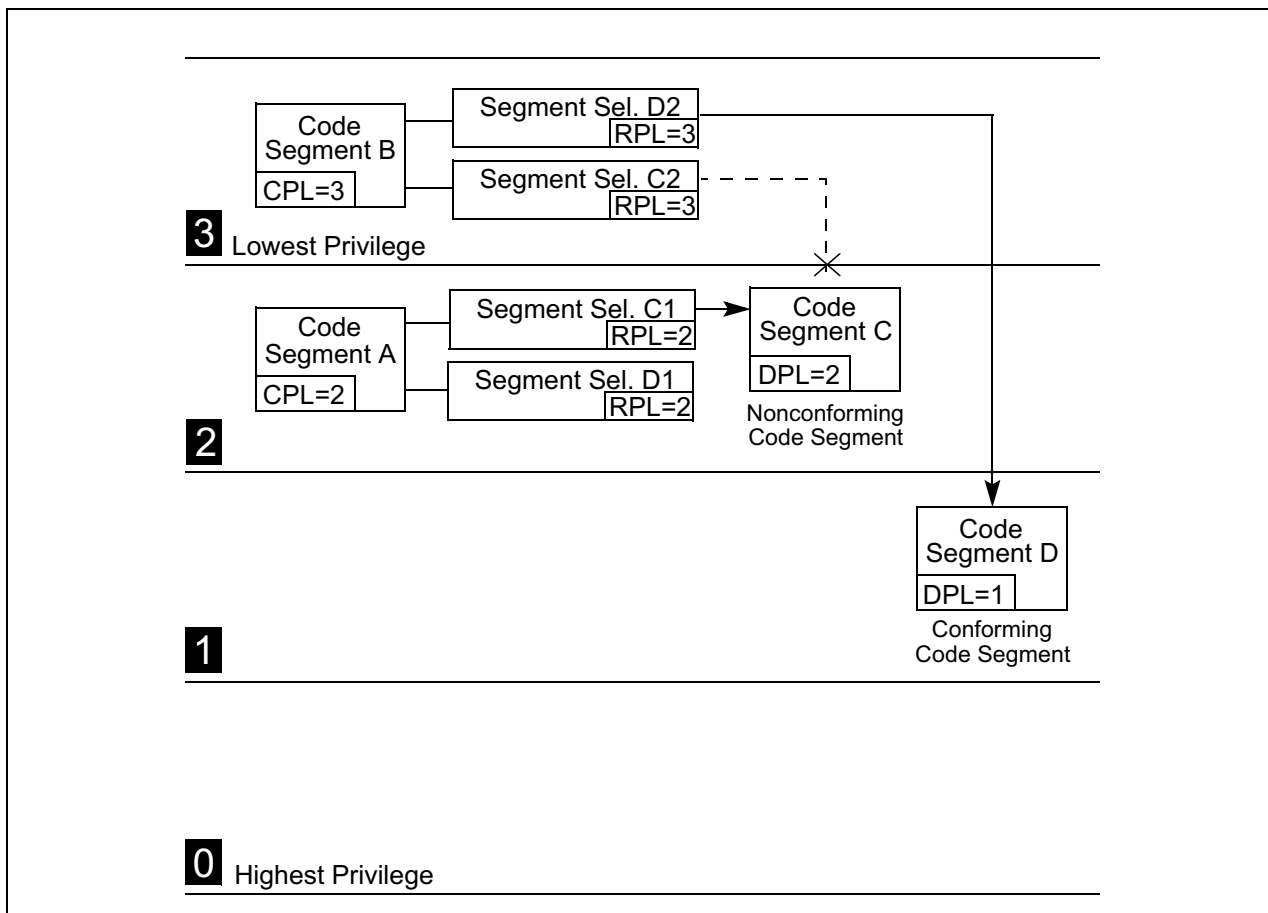 Code
Segment B
CPL=3
Segment Sel. D2
RPL=3
Segment Sel. C2
RPL=3
3
Lowest Privilege
Code
Segment A
CPL=2
Segment Sel. C1
RPL=2
Segment Sel. D1
RPL=2
Code
Segment C
DPL=2
Nonconforming
Code Segment
2
Code
Segment D
DPL=1
Conforming
Code Segment
1
0
Highest Privilege